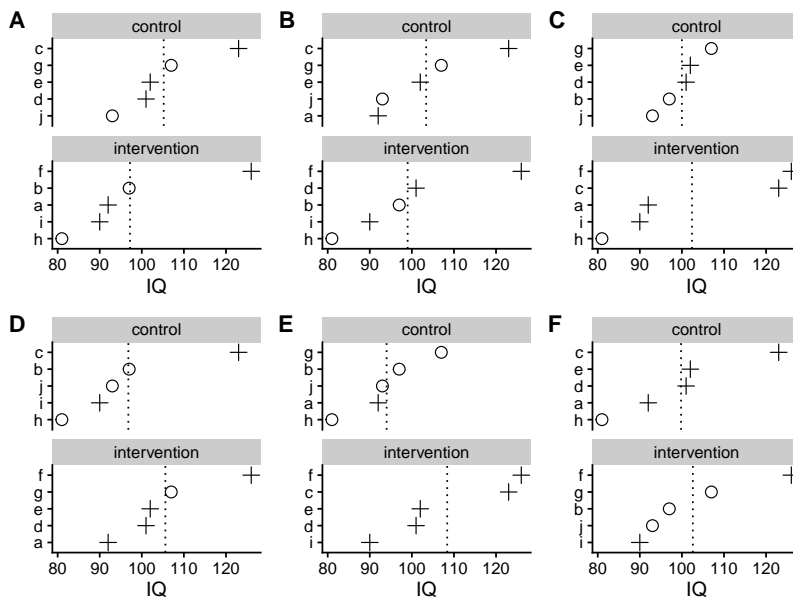 A
control
c
g
e
d
j
intervention
f
b
a
i
h
80 90 100 110 120
IQ
B
control
c
g
e
j
a
intervention
f
d
b
i
h
80 90 100 110 120
IQ
C
control
g
e
d
b
j
intervention
f
c
a
i
h
80 90 100 110 120
IQ
D
control
c
b
j
i
h
intervention
f
g
e
d
a
80 90 100 110 120
IQ
E
control
g
b
j
a
h
intervention
f
c
e
d
i
80 90 100 110 120
IQ
F
control
c
e
d
a
h
intervention
f
g
b
j
i
80 90 100 110 120
IQ